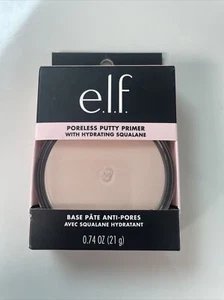 e.l.f.
PORELESS PUTTY PRIMER
WITH HYDRATING SQUALANE
BASE PÂTE ANTI-PORES
AVEC SQUALANE HYDRATANT
0.74 OZ (21 g)